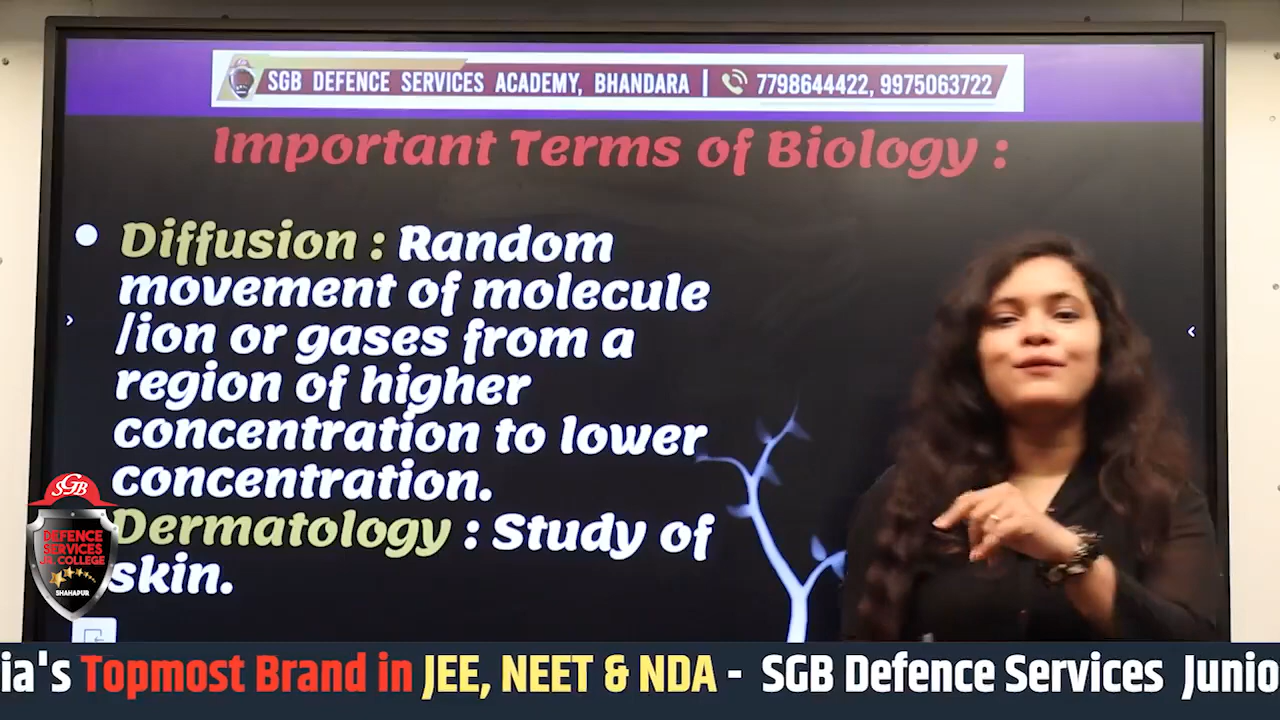 SGB DEFENCE SERVICES ACADEMY, BHANDARA | 7798644422, 9975063722
Important Terms of Biology :
Diffusion : Random
movement of molecule
/ion or gases from a
region of higher
concentration to lower
concentration.
Dermatology : Study of
skin.
SGB
DEFENCE
SERVICES
JR. COLLEGE
SHAHAPUR
ia's Topmost Brand in JEE, NEET & NDA - SGB Defence Services Junio